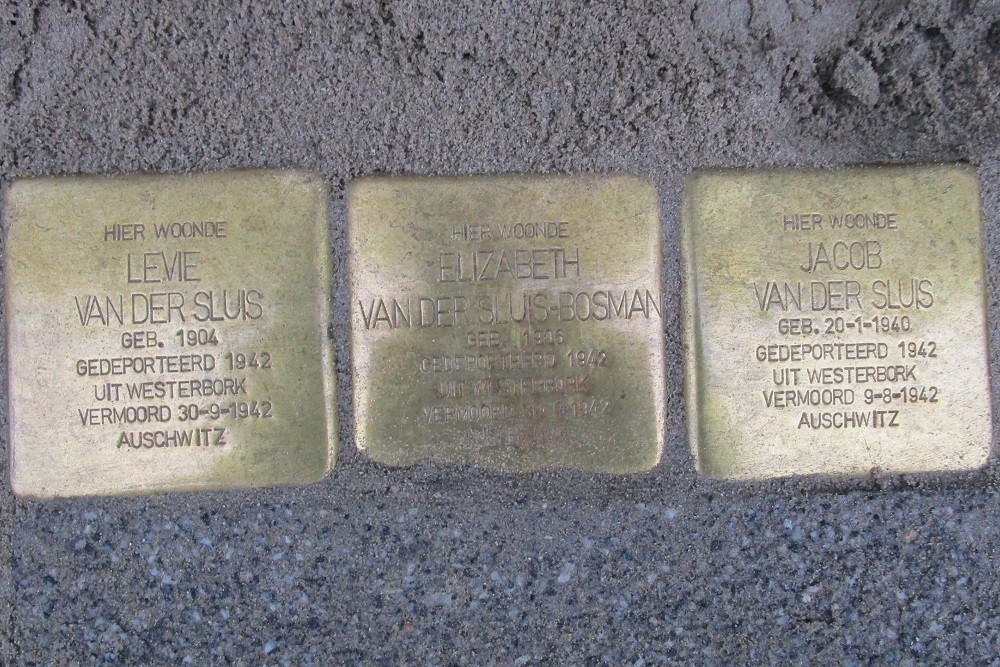 HIER WOONDE
LEVIE
VAN DER SLUIS
GEB. 1904
GEDEPORTEERD 1942
UIT WESTERBORK
VERMOORD 30-9-1942
AUSCHWITZ
HIER WOONDE
ELIZABETH
VAN DER SLUIS-BOSMAN
GEB. 1906
GEDEPORTEERD 1942
UIT WESTERBORK
VERMOORD
HIER WOONDE
JACOB
VAN DER SLUIS
GEB. 20-1-1940
GEDEPORTEERD 1942
UIT WESTERBORK
VERMOORD 9-8-1942
AUSCHWITZ